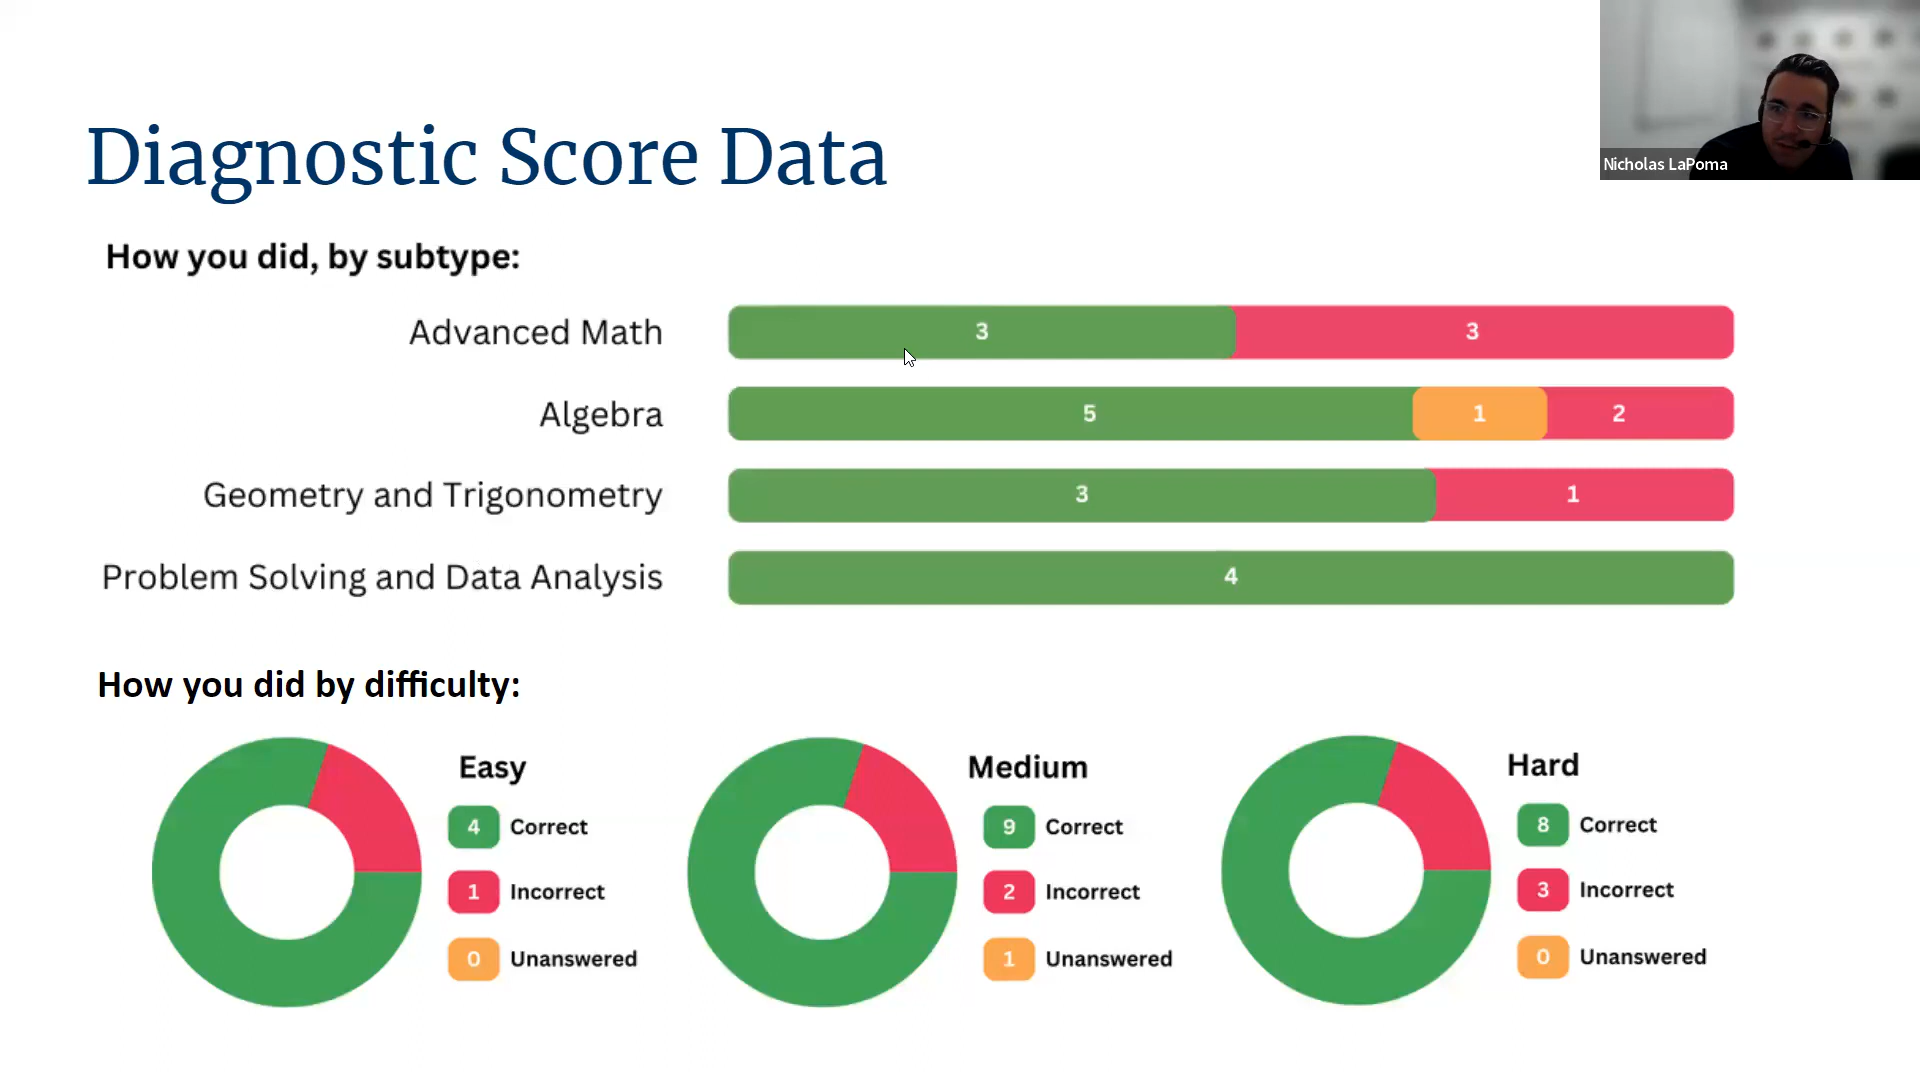 Diagnostic Score Data
Nicholas LaPoma
How you did, by subtype:
Advanced Math 3 3
Algebra 5 1 2
Geometry and Trigonometry 3 1
Problem Solving and Data Analysis 4
How you did by difficulty:
Easy
4 Correct
1 Incorrect
0 Unanswered
Medium
9 Correct
2 Incorrect
1 Unanswered
Hard
8 Correct
3 Incorrect
0 Unanswered